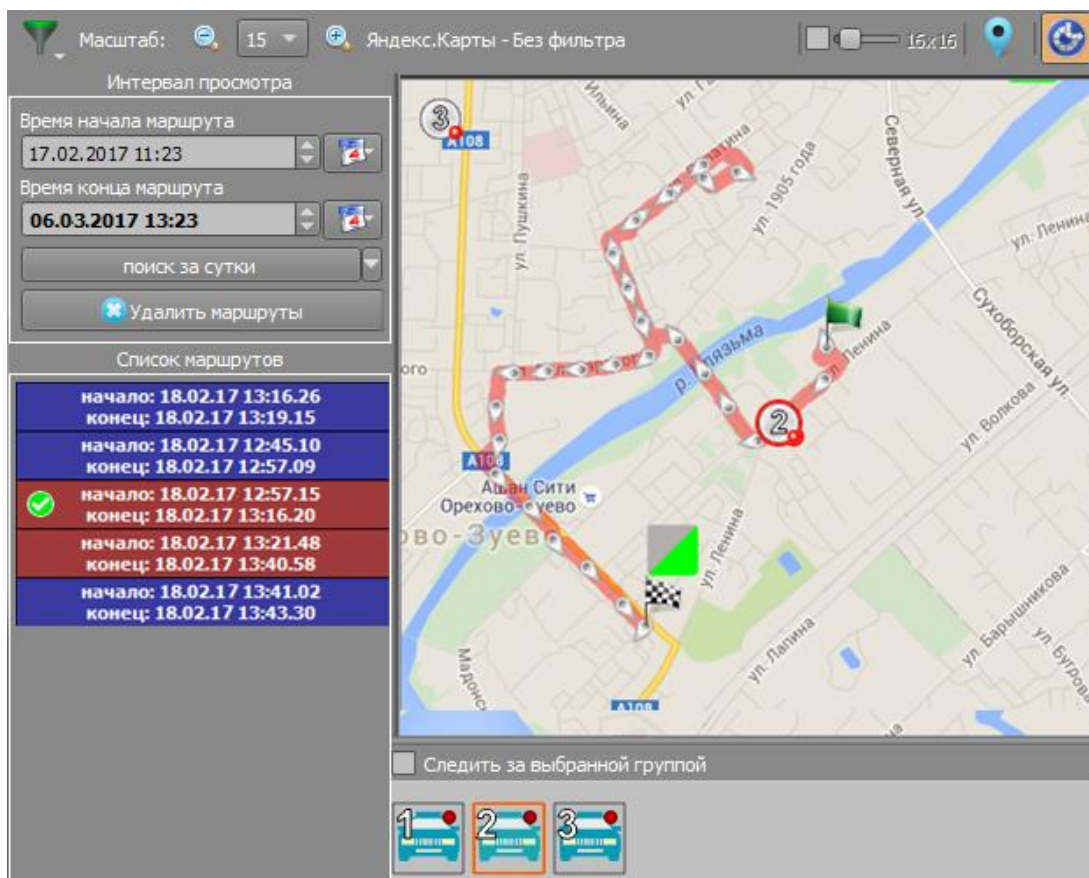 Масштаб:
15
Яндекс.Карты - Без фильтра
16x16
Интервал просмотра
Время начала маршрута
17.02.2017 11:23
Время конца маршрута
06.03.2017 13:23
поиск за сутки
Удалить маршруты
Список маршрутов
начало: 18.02.17 13:16.26
конец: 18.02.17 13:19.15
начало: 18.02.17 12:45.10
конец: 18.02.17 12:57.09
начало: 18.02.17 12:57.15
конец: 18.02.17 13:16.20
начало: 18.02.17 13:21.48
конец: 18.02.17 13:40.58
начало: 18.02.17 13:41.02
конец: 18.02.17 13:43.30
3
А108
Ильина
ул.
ул. 1905 года
Северная ул.
ул. Ленина
ул. Пушкина
Сухоборская ул.
ого
р. Клязьма
ул. Ленина
2
ул. Волкова
А108
Ашан Сити
Орехово-Зуево
ово-Зуево
ул. Ленина
ул. Барышникова
ул. Лапина
ул. Бугрова
Мадонс
А108
Следить за выбранной группой
1
2
3